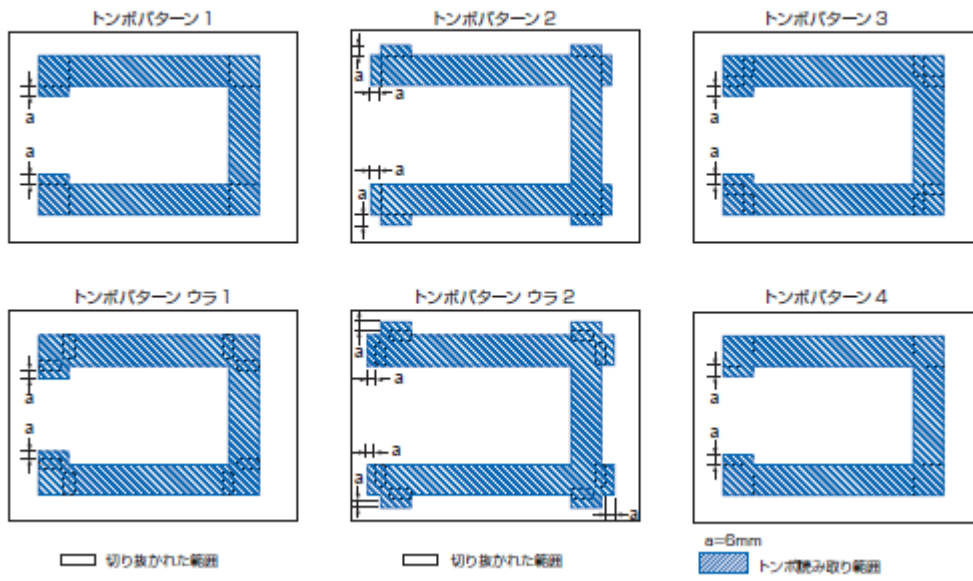 トンボパターン 1
トンボパターン 2
トンボパターン 3
a
a
a
a
a
a
a
a
トンボパターン ウラ 1
トンボパターン ウラ 2
トンボパターン 4
a
a
a
a
a
a
a
a
a
切り抜かれた範囲
切り抜かれた範囲
a=6mm
トンボ読み取り範囲